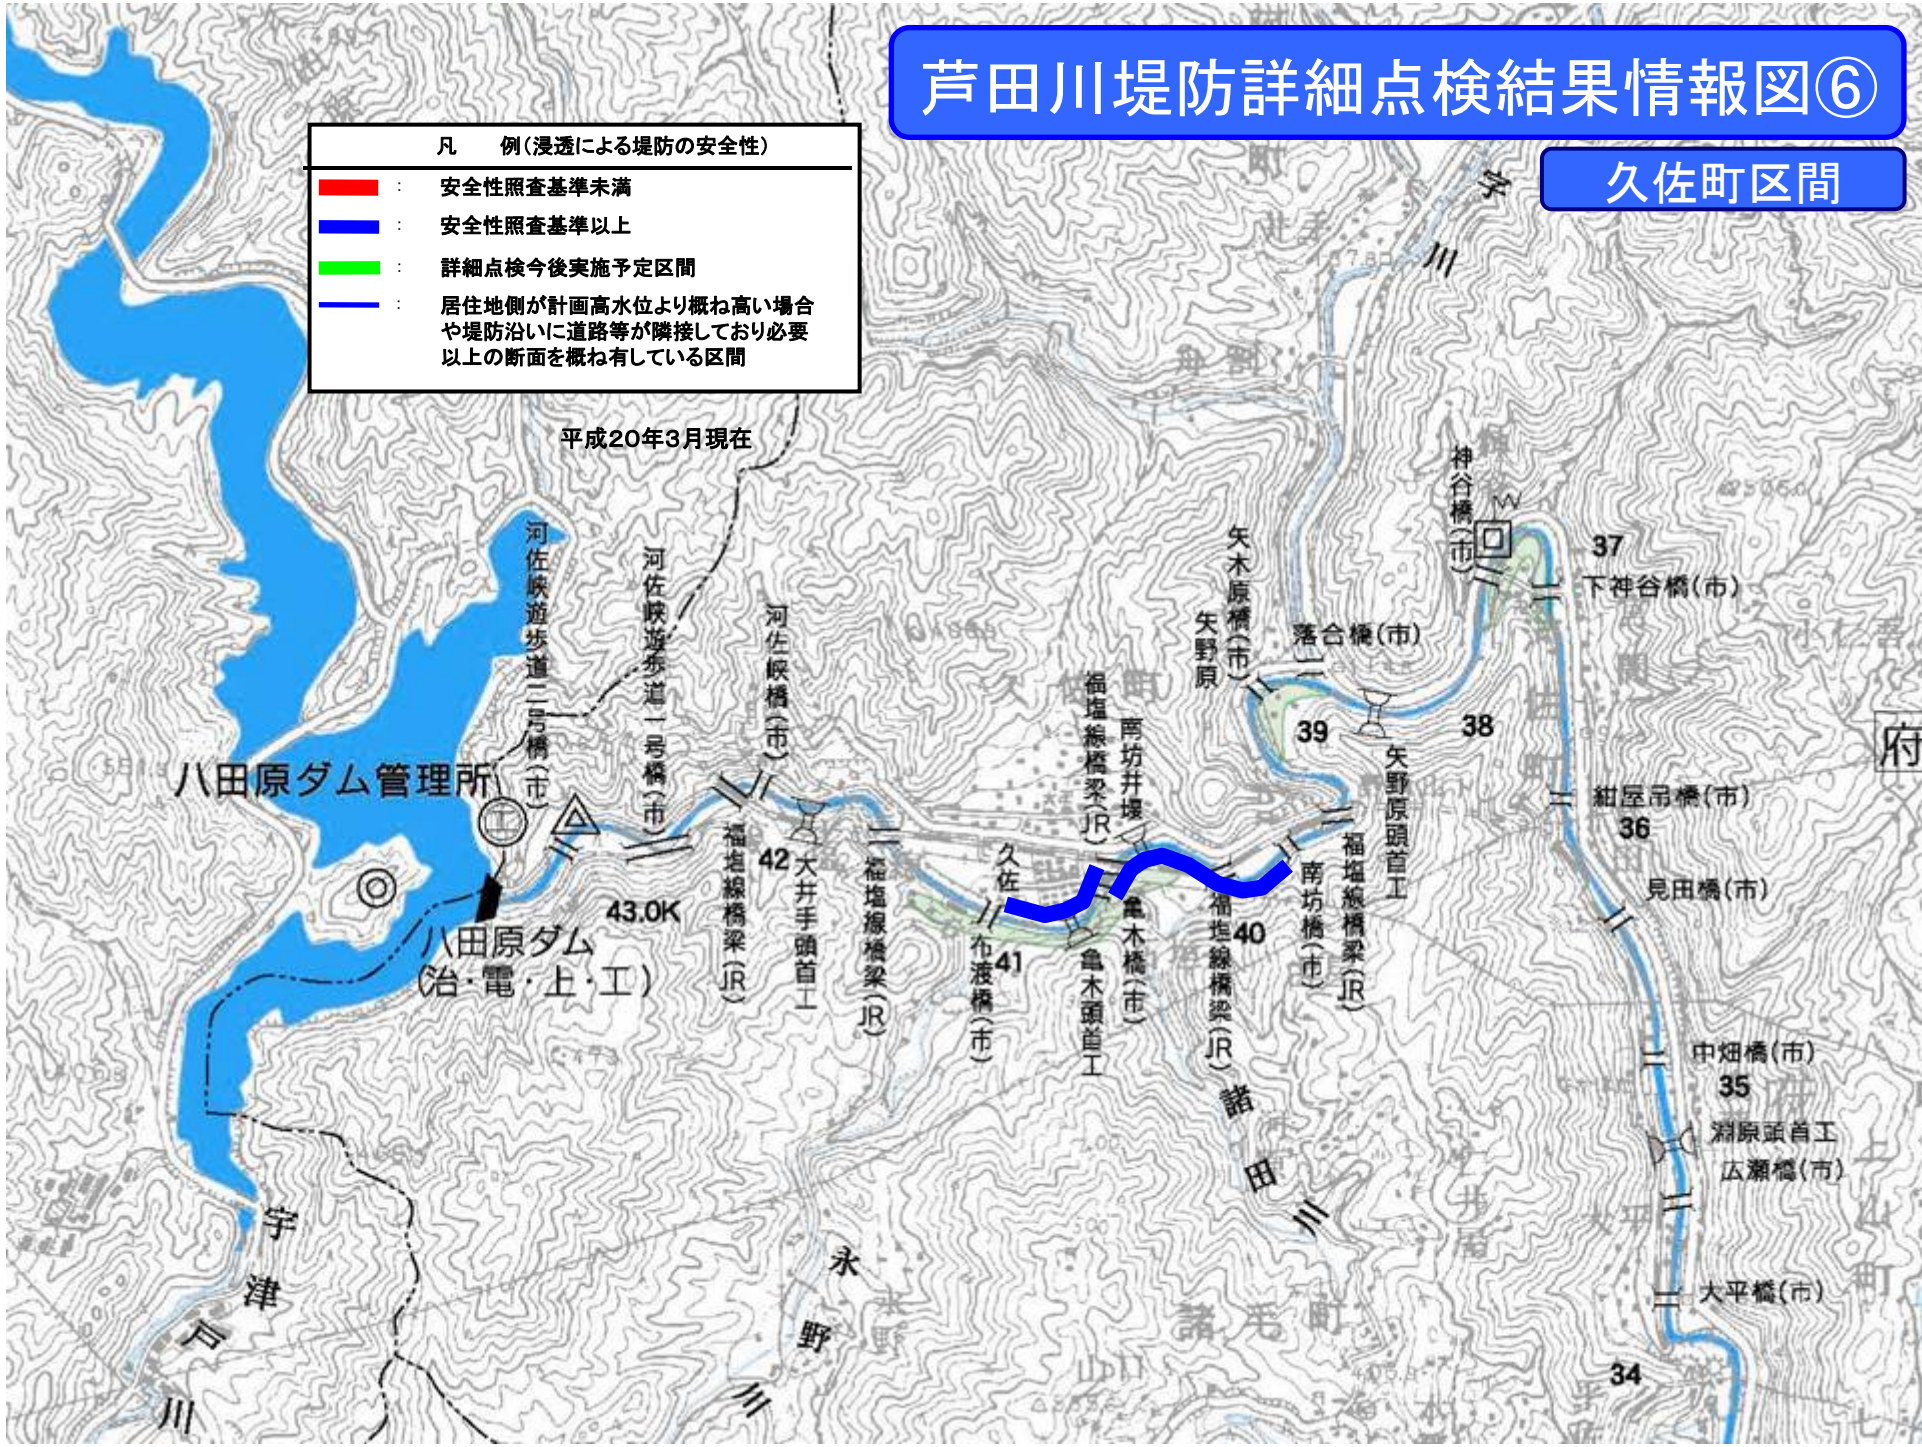 芦田川堤防詳細点検結果情報図⑥
久佐町区間
凡　例(浸透による堤防の安全性)
： 安全性照査基準未満
： 安全性照査基準以上
： 詳細点検今後実施予定区間
： 居住地側が計画高水位より概ね高い場合
や堤防沿いに道路等が隣接しており必要
以上の断面を概ね有している区間
平成20年3月現在
字
川
神谷橋(市)
37
下神谷橋(市)
矢木原橋(市)
矢野原
落合橋(市)
39
38
矢野原頭首工
河佐峡遊歩道二号橋(市)
河佐峡遊歩道一号橋(市)
河佐峡橋(市)
福塩線橋梁(JR)
南坊井堰
八田原ダム管理所
紺屋吊橋(市)
36
府
見田橋(市)
福塩線橋梁(JR)
42
大井手頭首工
福塩線橋梁(JR)
久佐
布渡橋(市)
41
亀木頭首工
亀木橋(市)
福塩線橋梁(JR)
40
南坊橋(市)
福塩線橋梁(JR)
43.0K
八田原ダム
(治・電・上・工)
中畑橋(市)
35
淵原頭首工
広瀬橋(市)
大平橋(市)
34
諸田川
諸毛町
永野川
宇津戸川